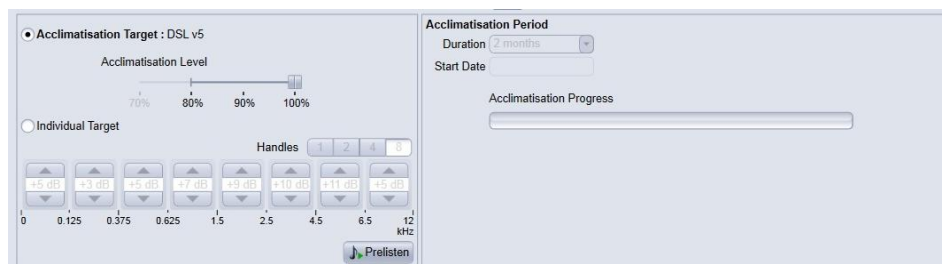 Acclimatisation Target : DSL v5
Acclimatisation Level
70% 80% 90% 100%
Individual Target
Handles 1 2 4 8
+5 dB +3 dB +5 dB +7 dB +9 dB +10 dB +11 dB +5 dB
0 0.125 0.375 0.625 1.5 2.5 4.5 6.5 12
kHz
Prelisten
Acclimatisation Period
Duration 2 months
Start Date
Acclimatisation Progress